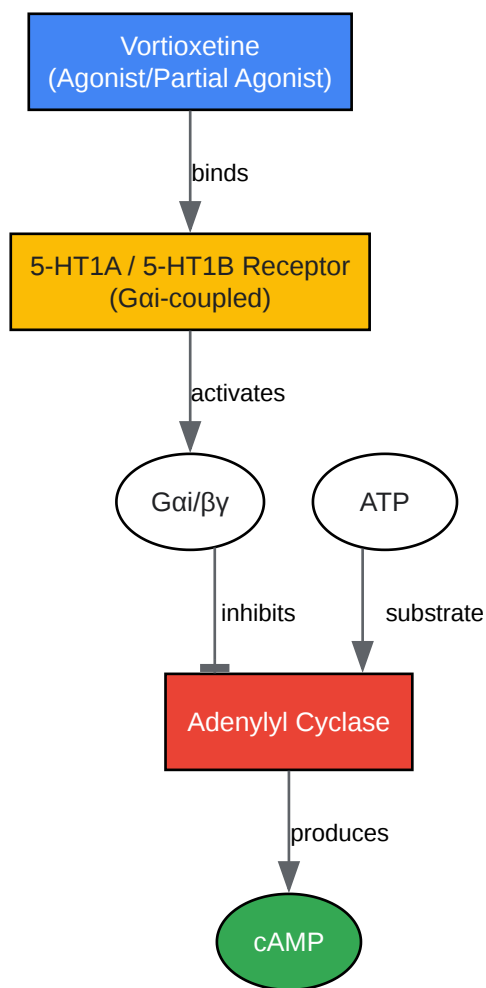 Vortioxetine
(Agonist/Partial Agonist)
binds
5-HT1A / 5-HT1B Receptor
(Gαi-coupled)
activates
Gαi/βγ
ATP
inhibits
substrate
Adenylyl Cyclase
produces
cAMP